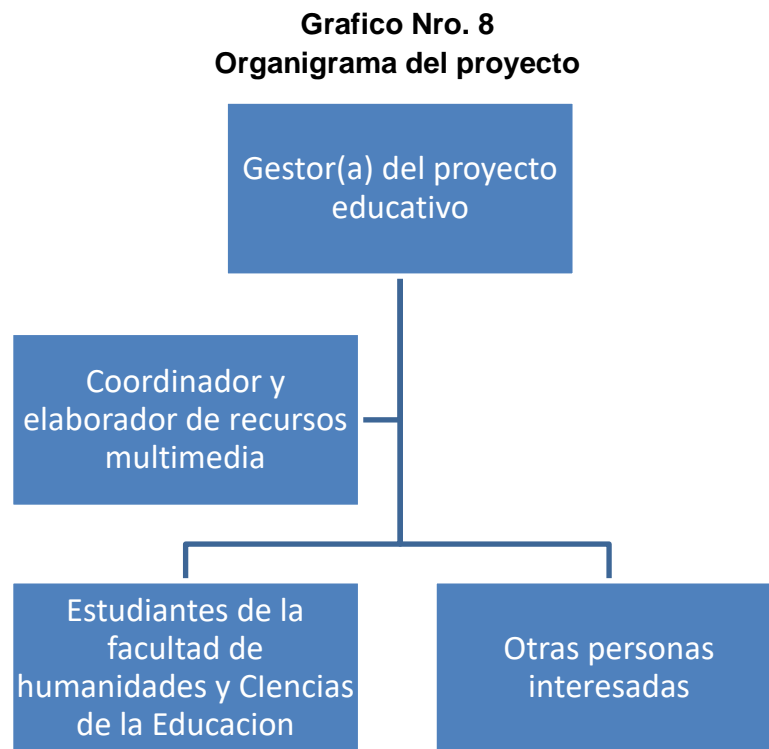 Grafico Nro. 8
Organigrama del proyecto
Gestor(a) del proyecto
educativo
Coordinador y
elaborador de recursos
multimedia
Estudiantes de la
facultad de
humanidades y CIencias
de la Educacion
Otras personas
interesadas